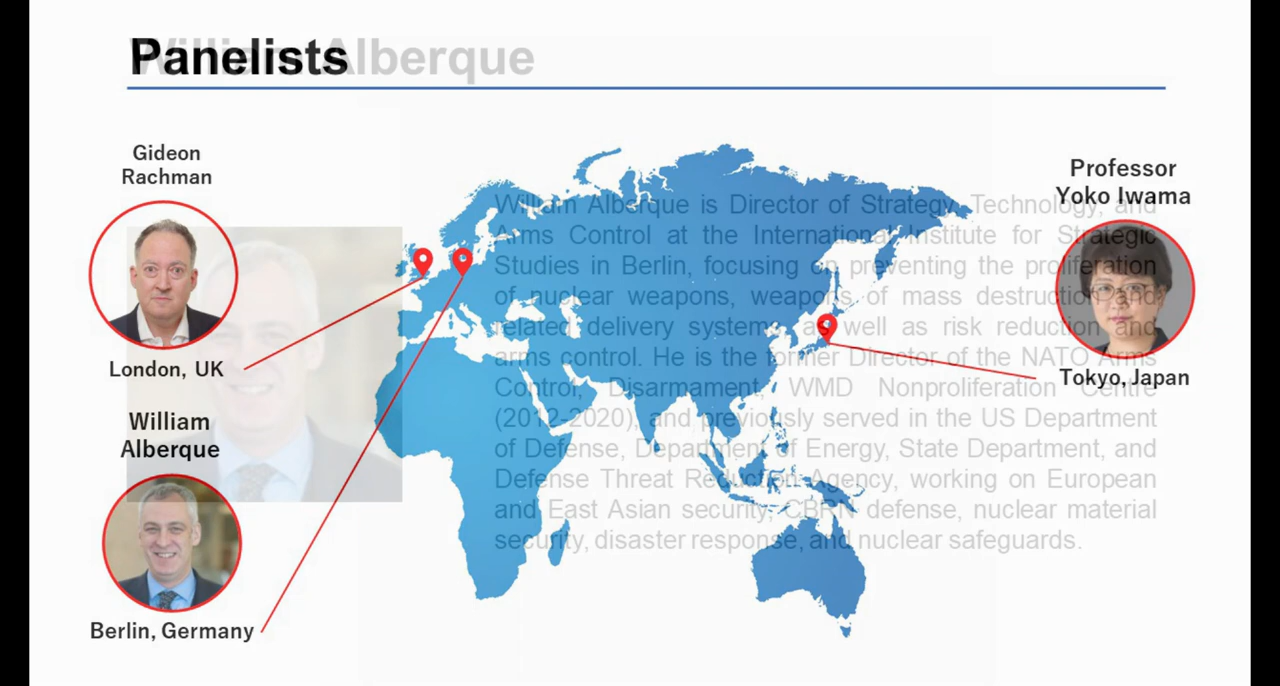 Panelists
William Alberque
Gideon
Rachman
London, UK
William
Alberque
Berlin, Germany
Professor
Yoko Iwama
Tokyo, Japan
William Alberque is Director of Strategy, Technology, and
Arms Control at the International Institute for Strategic
Studies in Berlin, focusing on preventing the proliferation
of nuclear weapons, weapons of mass destruction
related delivery systems, as well as risk reduction and
arms control. He is the former Director of the NATO Arms
Control, Disarmament, WMD Nonproliferation Centre
(2012-2020), and previously served in the US Department
of Defense, Department of Energy, State Department, and
Defense Threat Reduction Agency, working on European
and East Asian security, CBRN defense, nuclear material
security, disaster response, and nuclear safeguards.